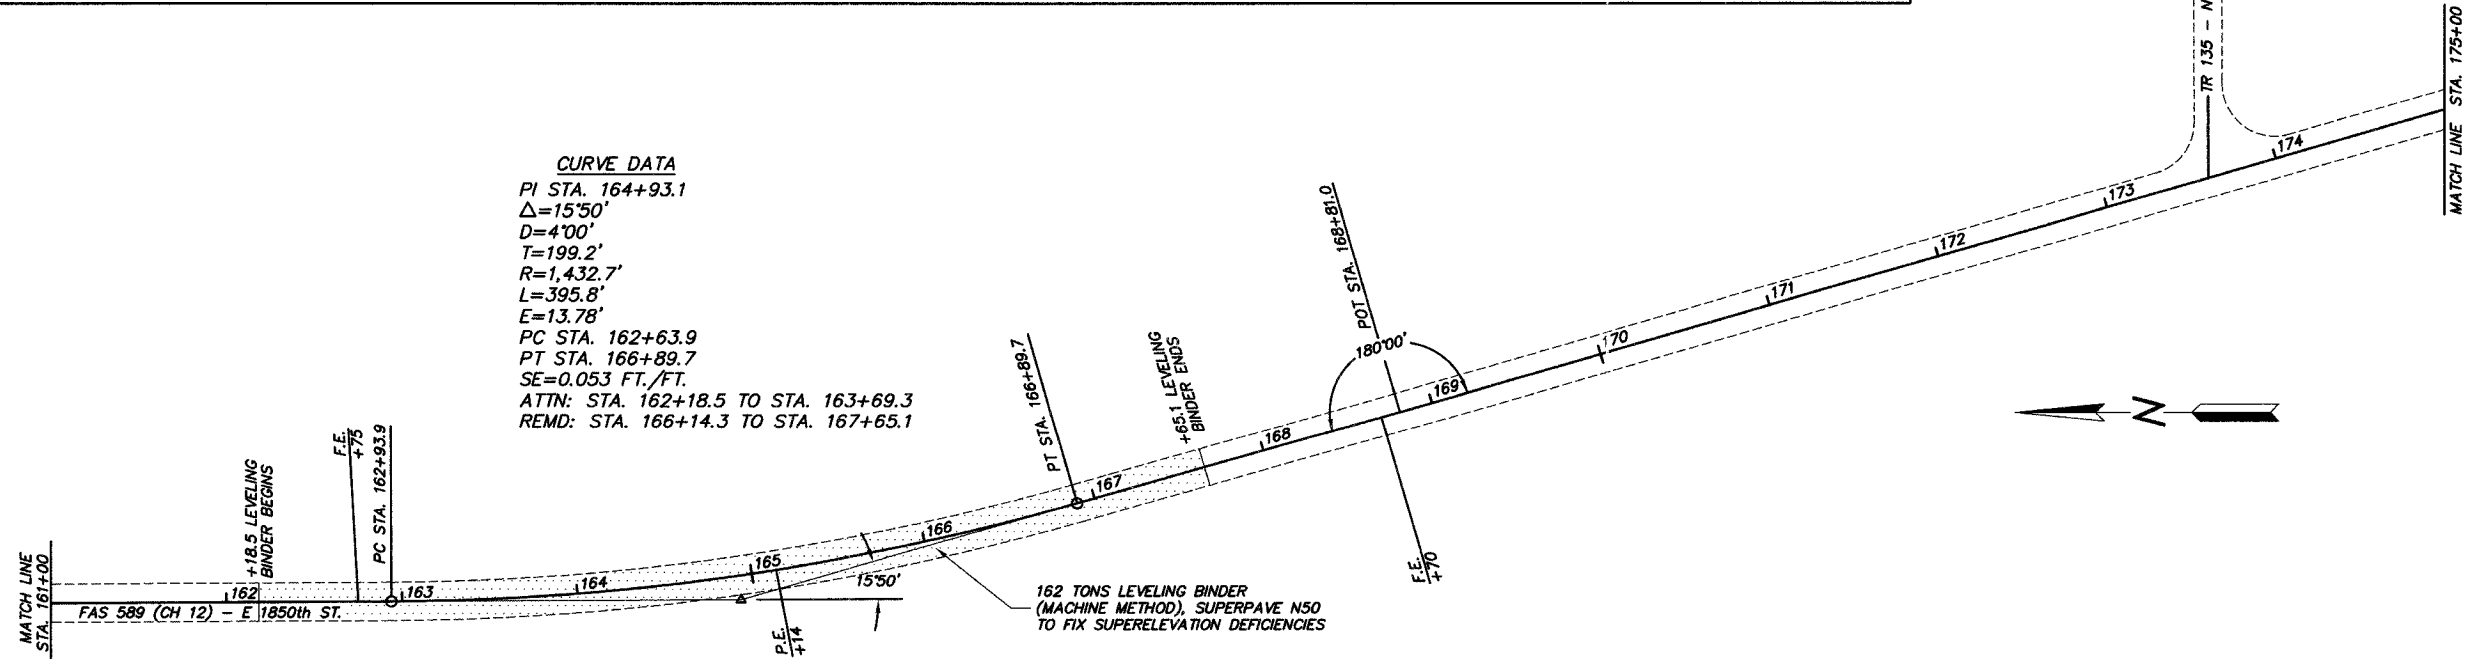 CURVE DATA
PI STA. 164+93.1
△=15°50'
D=4°00'
T=199.2'
R=1,432.7'
L=395.8'
E=13.78'
PC STA. 162+63.9
PT STA. 166+89.7
SE=0.053 FT./FT.
ATTN: STA. 162+18.5 TO STA. 163+69.3
REMD: STA. 166+14.3 TO STA. 167+65.1
MATCH LINE
STA. 161+00
FAS 589 (CH 12) - E 1850th ST.
162
+18.5 LEVELING
BINDER BEGINS
F.E.
+75
PC STA. 162+93.9
163
164
165
P.E.
+14
15°50'
166
162 TONS LEVELING BINDER
(MACHINE METHOD), SUPERPAVE N50
TO FIX SUPERELEVATION DEFICIENCIES
PT STA. 166+89.7
167
+65.1 LEVELING
BINDER ENDS
168
POT STA. 168+81.0
180°00'
F.E.
+70
169
170
171
172
173
TR 135 - N
174
MATCH LINE STA. 175+00
N